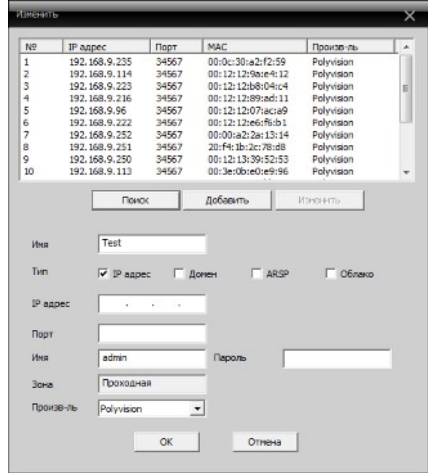 Изменить
№ IP адрес Порт MAC Произв-ль
1 192.168.9.235 34567 00:0c:30:a2:f2:59 Polyvision
2 192.168.9.114 34567 00:12:12:9a:e4:12 Polyvision
3 192.168.9.223 34567 00:12:12:b8:04:c4 Polyvision
4 192.168.9.216 34567 00:12:12:89:ad:11 Polyvision
5 192.168.9.96 34567 00:12:12:07:ac:a9 Polyvision
6 192.168.9.222 34567 00:12:12:e6:f6:b1 Polyvision
7 192.168.9.252 34567 00:00:a2:2a:13:14 Polyvision
8 192.168.9.251 34567 20:f4:1b:2c:78:d8 Polyvision
9 192.168.9.250 34567 00:12:13:39:52:53 Polyvision
10 192.168.9.113 34567 00:3e:0b:e0:e9:96 Polyvision
Поиск Добавить Изменить
Имя Test
Тип IP адрес Домен ARSP Облако
IP адрес . . .
Порт
Имя admin Пароль
Зона Проходная
Произв-ль Polyvision
OK Отмена